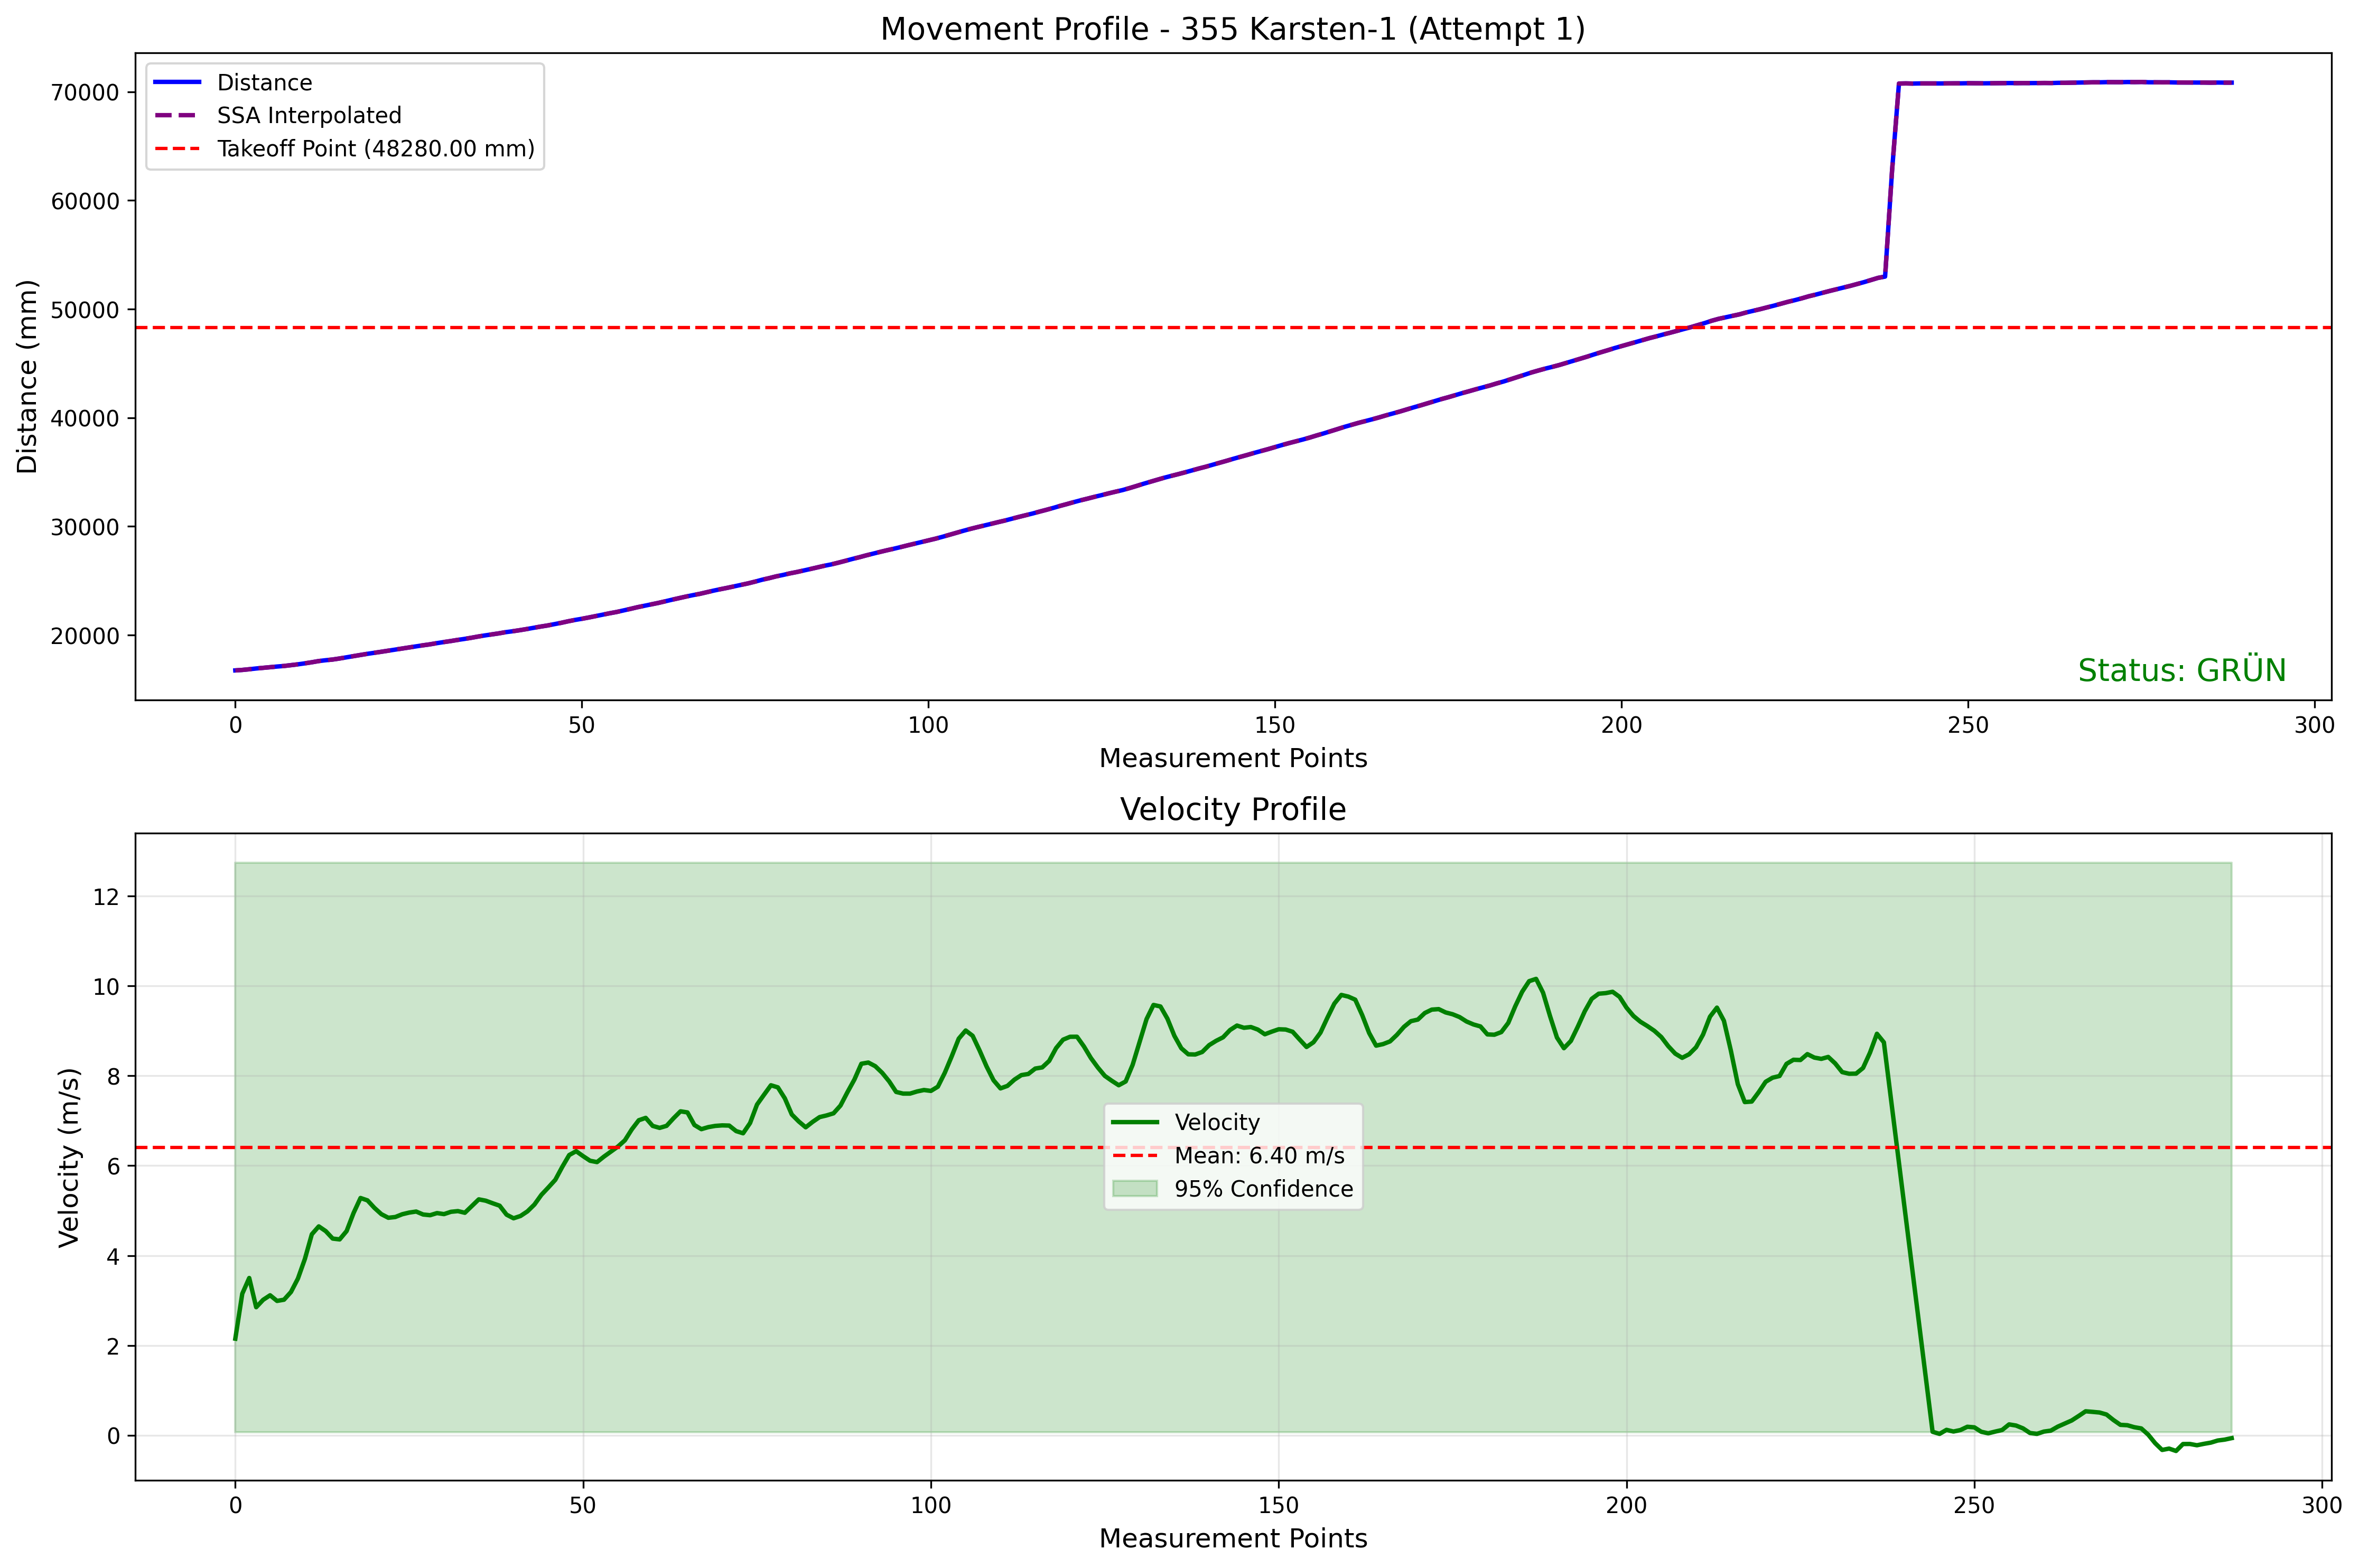 Movement Profile - 355 Karsten-1 (Attempt 1)
Distance
SSA Interpolated
Takeoff Point (48280.00 mm)
Distance (mm)
70000
60000
50000
40000
30000
20000
Status: GRÜN
0 50 100 150 200 250 300
Measurement Points
Velocity Profile
Velocity (m/s)
12
10
8
6
4
2
0
Velocity
Mean: 6.40 m/s
95% Confidence
0 50 100 150 200 250 300
Measurement Points